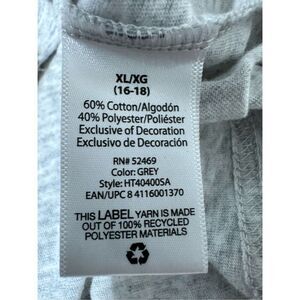 XL/XG
(16-18)
60% Cotton/Algodón
40% Polyester/Poliéster
Exclusive of Decoration
Exclusivo de Decoración
RN# 52469
Color: GREY
Style: HT40400SA
EAN/UPC 8 4116001370
THIS LABEL YARN IS MADE
OUT OF 100% RECYCLED
POLYESTER MATERIALS